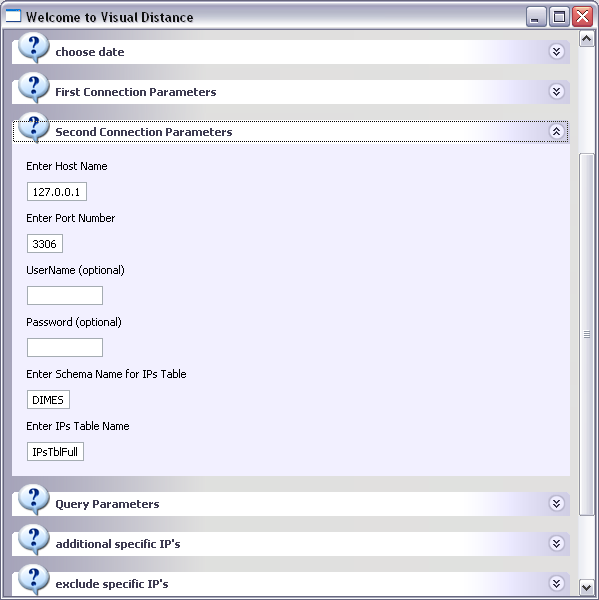 Welcome to Visual Distance
choose date
First Connection Parameters
Second Connection Parameters
Enter Host Name
127.0.0.1
Enter Port Number
3306
UserName (optional)
Password (optional)
Enter Schema Name for IPs Table
DIMES
Enter IPs Table Name
IPsTblFull
Query Parameters
additional specific IP's
exclude specific IP's